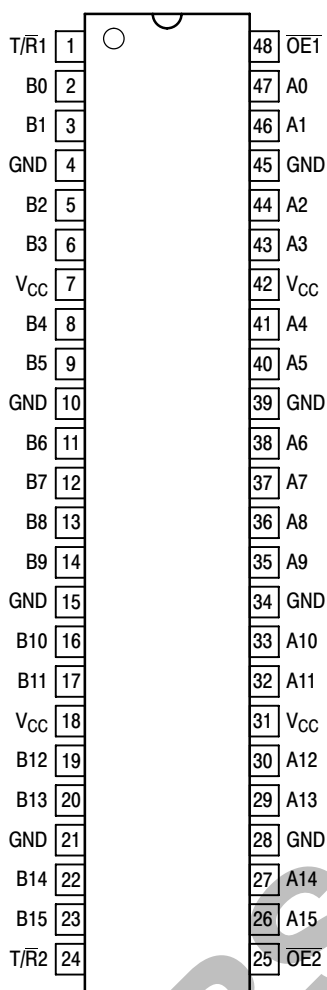 T/R̅1 1 48 O̅E̅1̅
B0 2 47 A0
B1 3 46 A1
GND 4 45 GND
B2 5 44 A2
B3 6 43 A3
VCC 7 42 VCC
B4 8 41 A4
B5 9 40 A5
GND 10 39 GND
B6 11 38 A6
B7 12 37 A7
B8 13 36 A8
B9 14 35 A9
GND 15 34 GND
B10 16 33 A10
B11 17 32 A11
VCC 18 31 VCC
B12 19 30 A12
B13 20 29 A13
GND 21 28 GND
B14 22 27 A14
B15 23 26 A15
T/R̅2 24 25 O̅E̅2̅